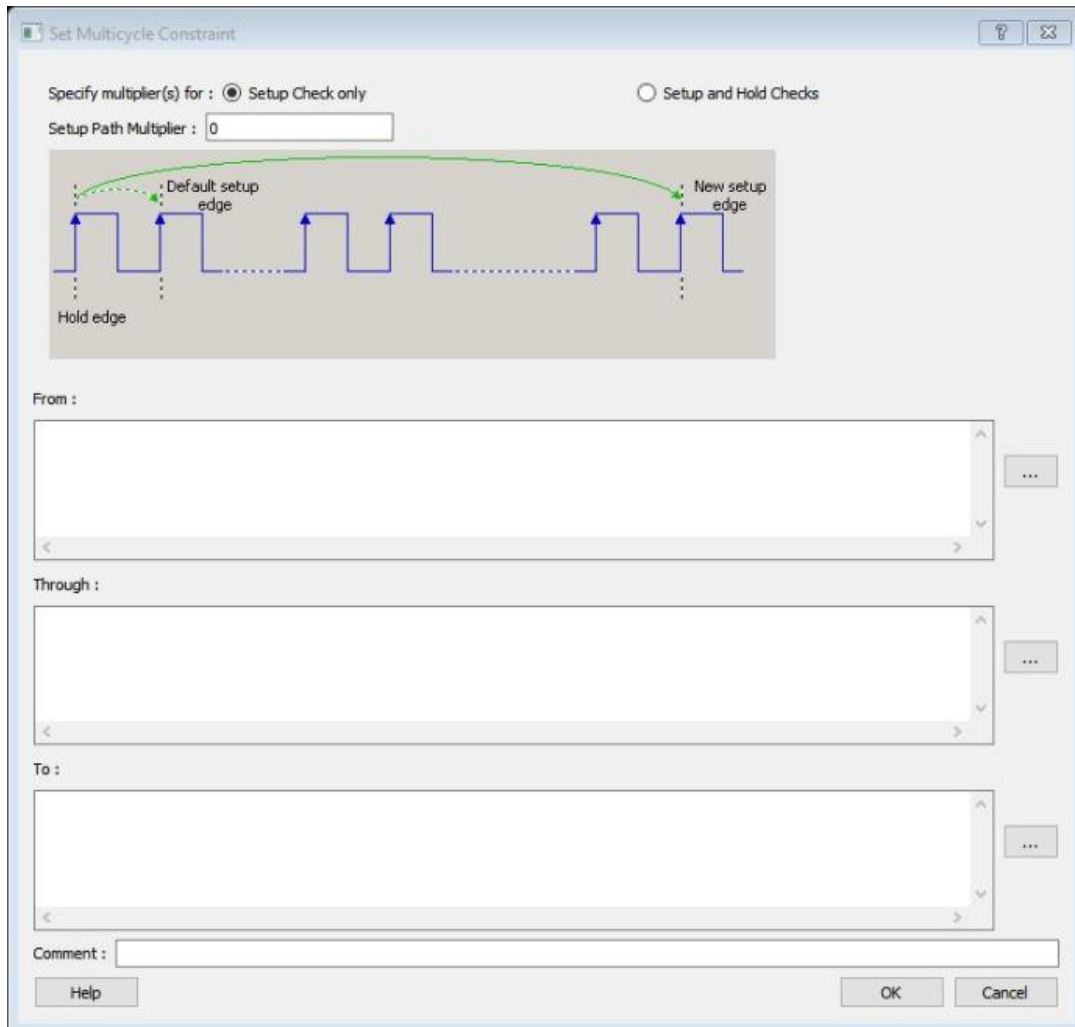 Set Multicycle Constraint
Specify multiplier(s) for : Setup Check only Setup and Hold Checks
Setup Path Multiplier : 0
Default setup
edge
New setup
edge
Hold edge
From :
...
Through :
...
To :
...
Comment :
Help OK Cancel